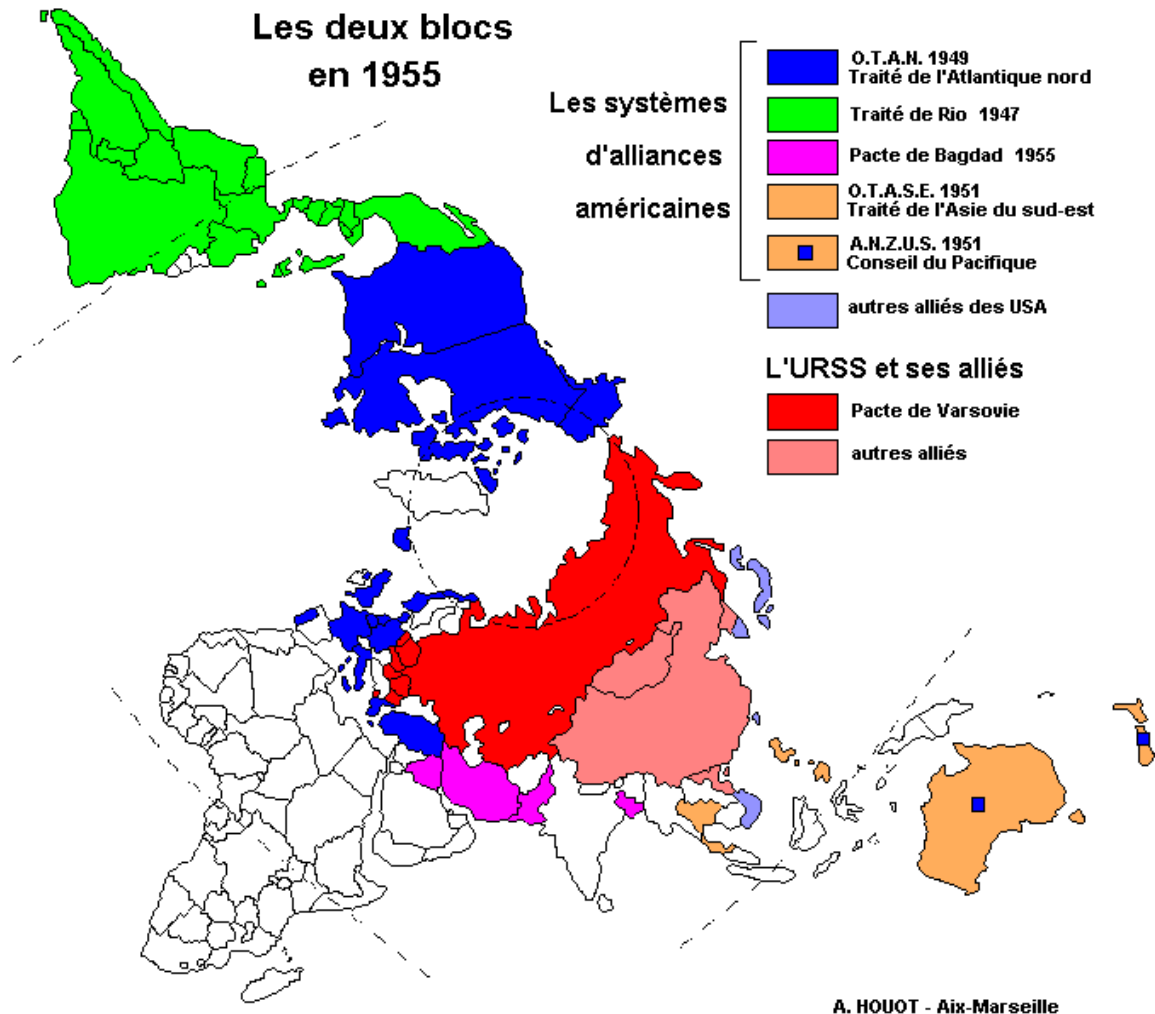 Les deux blocs
en 1955
Les systèmes
d'alliances
américaines
O.T.A.N. 1949
Traité de l'Atlantique nord
Traité de Rio 1947
Pacte de Bagdad 1955
O.T.A.S.E. 1951
Traité de l'Asie du sud-est
A.N.Z.U.S. 1951
Conseil du Pacifique
autres alliés des USA
L'URSS et ses alliés
Pacte de Varsovie
autres alliés
A. HOUOT - Aix-Marseille